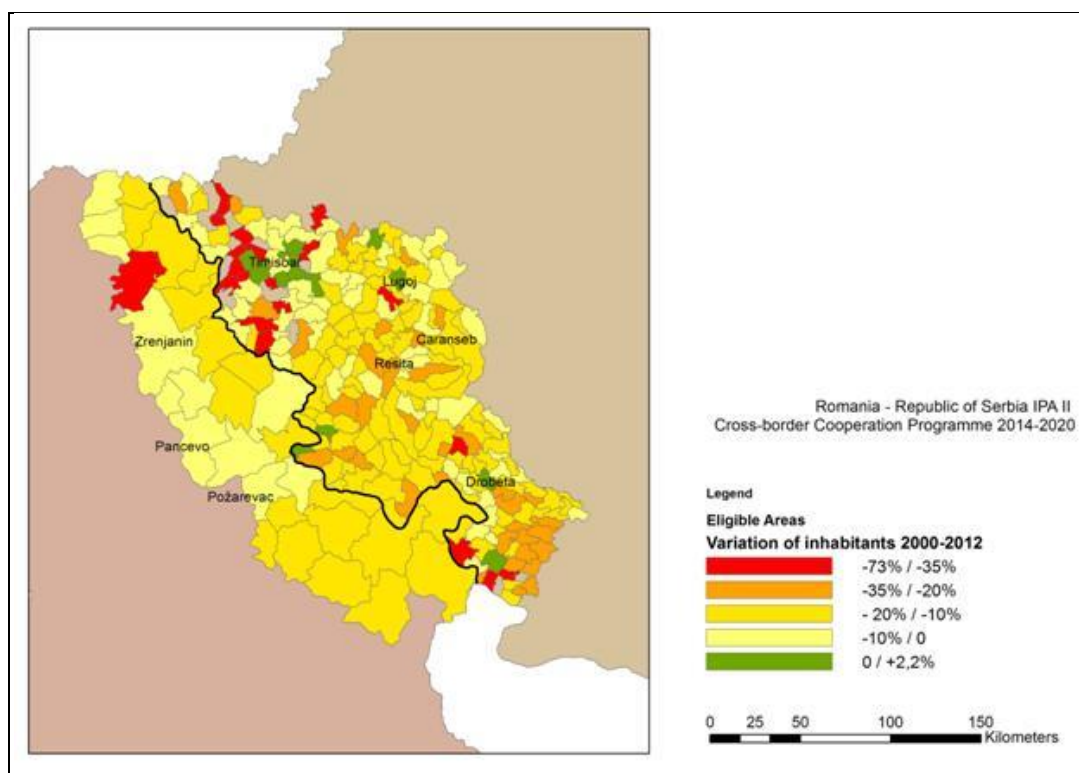 Timisoar
Lugoj
Zrenjanin
Caranseb
Resita
Pancevo
Drobeta
Požarevac
Romania - Republic of Serbia IPA II
Cross-border Cooperation Programme 2014-2020
Legend
Eligible Areas
Variation of inhabitants 2000-2012
-73% / -35%
-35% / -20%
- 20% / -10%
-10% / 0
0 / +2,2%
0 25 50 100 150
Kilometers